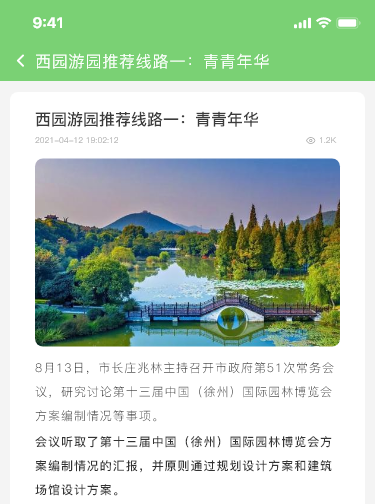 9:41
西园游园推荐线路一：青青年华
西园游园推荐线路一：青青年华
2021-04-12 19:02:12
1.2K
8月13日，市长庄兆林主持召开市政府第51次常务会
议，研究讨论第十三届中国（徐州）国际园林博览会
方案编制情况等事项。
会议听取了第十三届中国（徐州）国际园林博览会方
案编制情况的汇报，并原则通过规划设计方案和建筑
场馆设计方案。